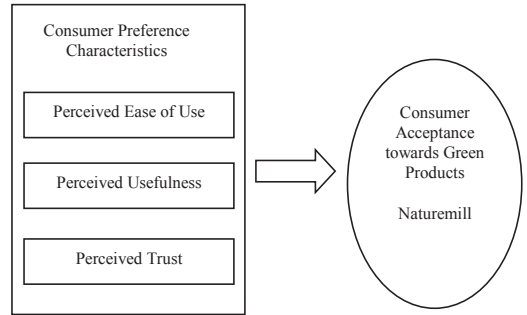 Consumer Preference
Characteristics
Perceived Ease of Use
Perceived Usefulness
Perceived Trust
Consumer
Acceptance
towards Green
Products
Naturemill